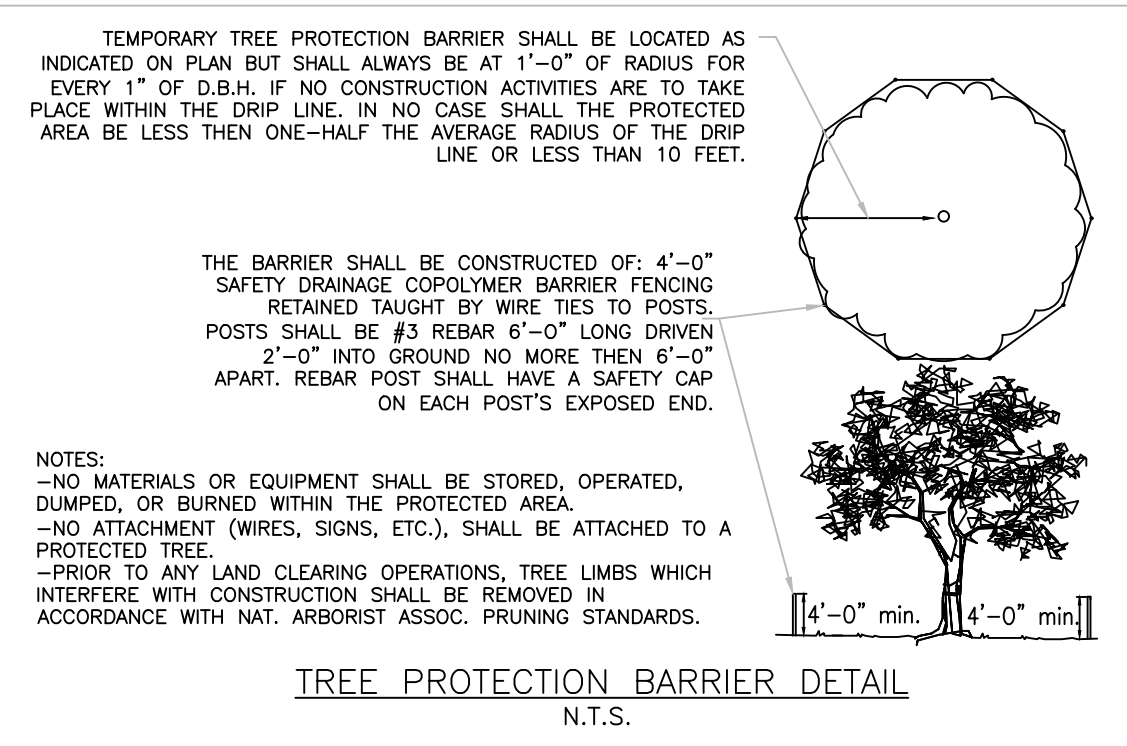 TEMPORARY TREE PROTECTION BARRIER SHALL BE LOCATED AS
INDICATED ON PLAN BUT SHALL ALWAYS BE AT 1'-0" OF RADIUS FOR
EVERY 1" OF D.B.H. IF NO CONSTRUCTION ACTIVITIES ARE TO TAKE
PLACE WITHIN THE DRIP LINE. IN NO CASE SHALL THE PROTECTED
AREA BE LESS THEN ONE-HALF THE AVERAGE RADIUS OF THE DRIP
LINE OR LESS THAN 10 FEET.
THE BARRIER SHALL BE CONSTRUCTED OF: 4'-0"
SAFETY DRAINAGE COPOLYMER BARRIER FENCING
RETAINED TAUGHT BY WIRE TIES TO POSTS.
POSTS SHALL BE #3 REBAR 6'-0" LONG DRIVEN
2'-0" INTO GROUND NO MORE THEN 6'-0"
APART. REBAR POST SHALL HAVE A SAFETY CAP
ON EACH POST'S EXPOSED END.
NOTES:
-NO MATERIALS OR EQUIPMENT SHALL BE STORED, OPERATED,
DUMPED, OR BURNED WITHIN THE PROTECTED AREA.
-NO ATTACHMENT (WIRES, SIGNS, ETC.), SHALL BE ATTACHED TO A
PROTECTED TREE.
-PRIOR TO ANY LAND CLEARING OPERATIONS, TREE LIMBS WHICH
INTERFERE WITH CONSTRUCTION SHALL BE REMOVED IN
ACCORDANCE WITH NAT. ARBORIST ASSOC. PRUNING STANDARDS.
4'-0" min.
4'-0" min.
TREE PROTECTION BARRIER DETAIL
N.T.S.